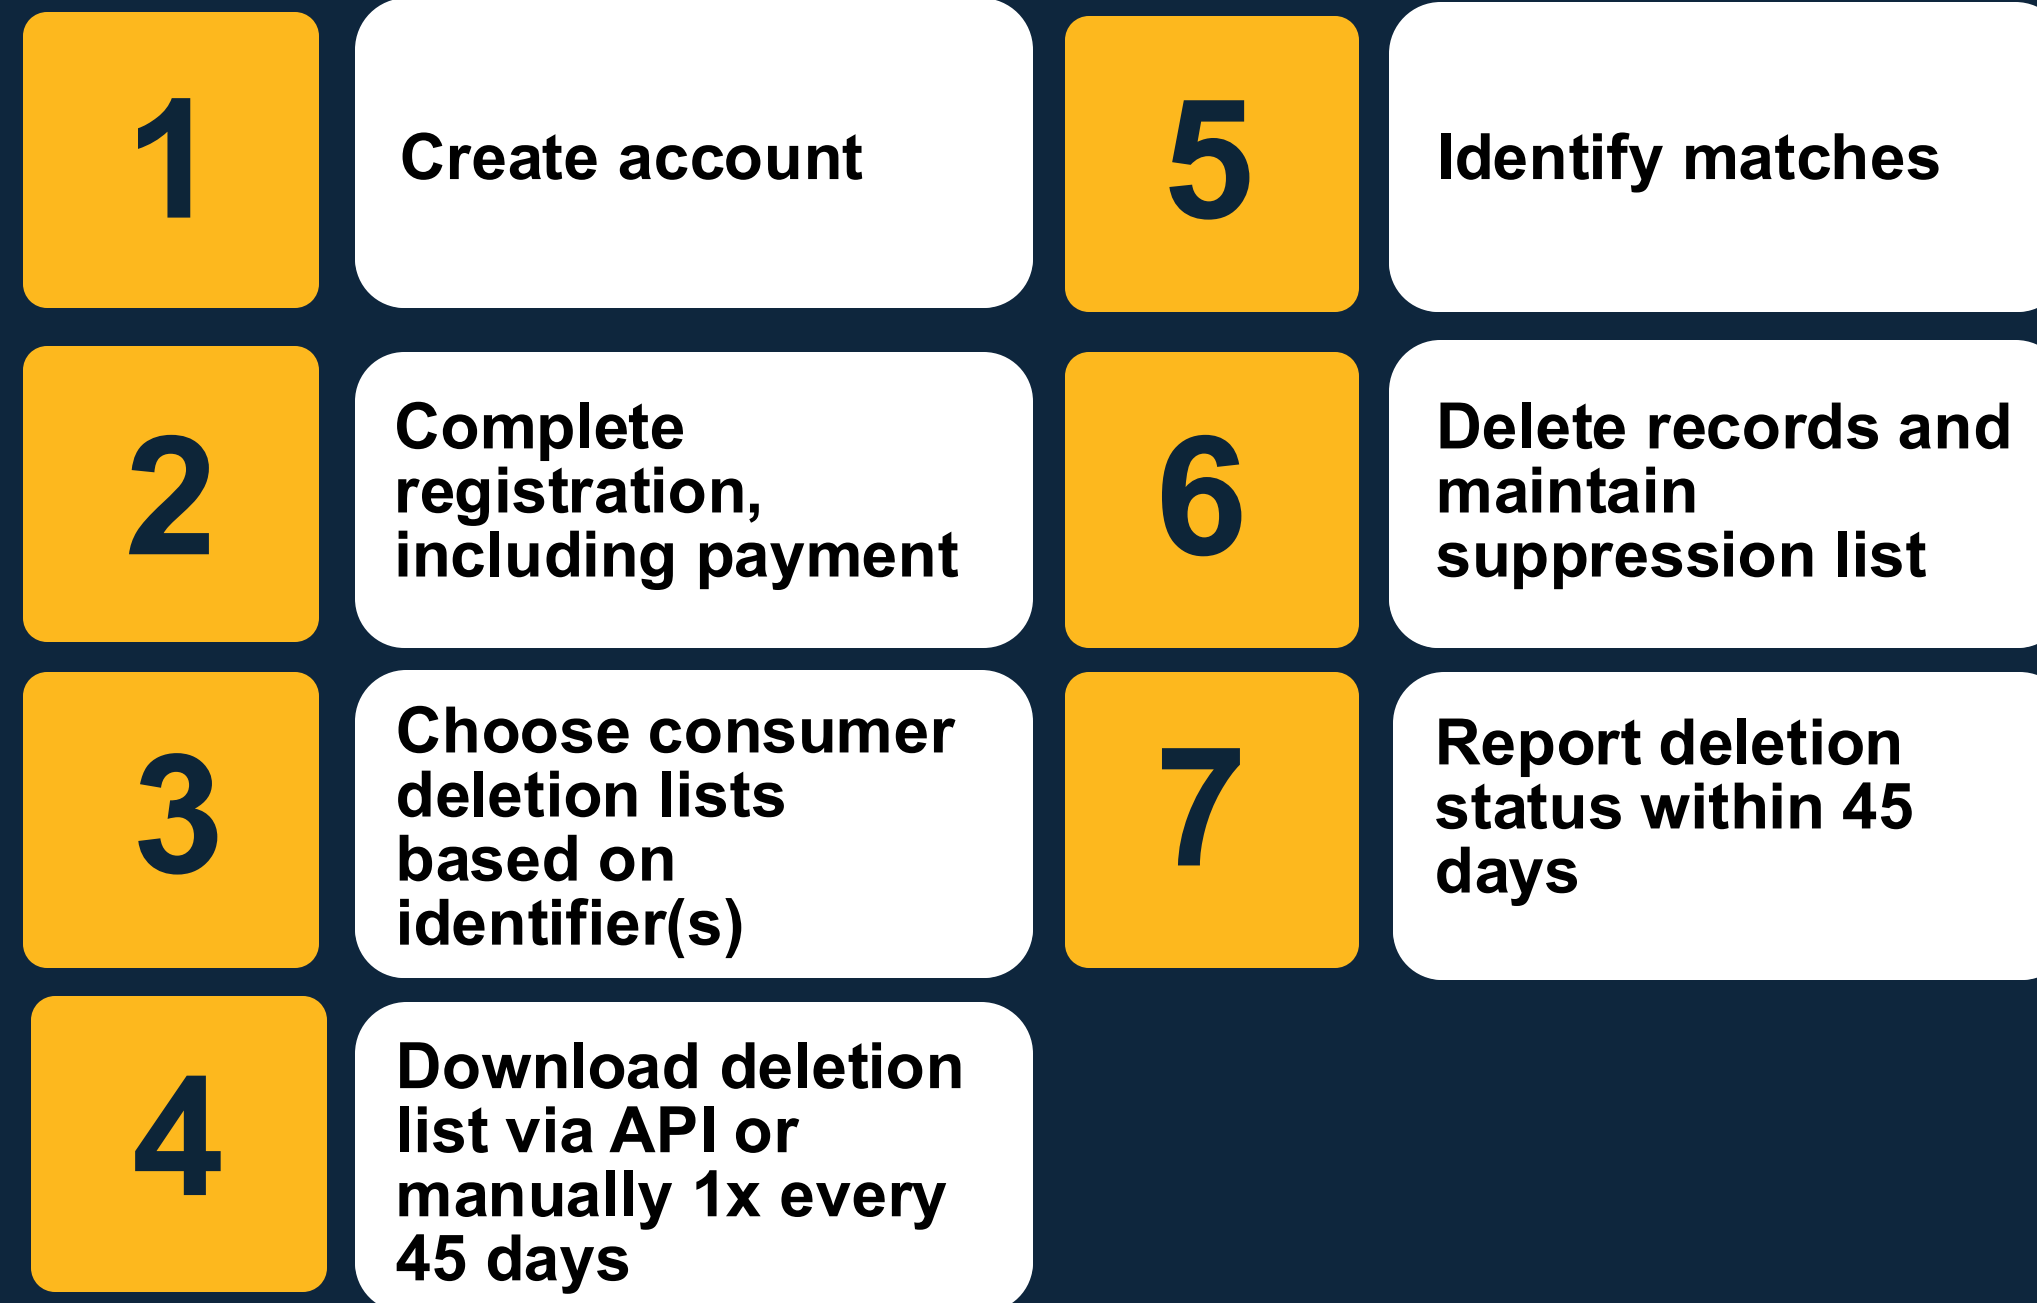 1
Create account
2
Complete
registration,
including payment
3
Choose consumer
deletion lists
based on
identifier(s)
4
Download deletion
list via API or
manually 1x every
45 days
5
Identify matches
6
Delete records and
maintain
suppression list
7
Report deletion
status within 45
days